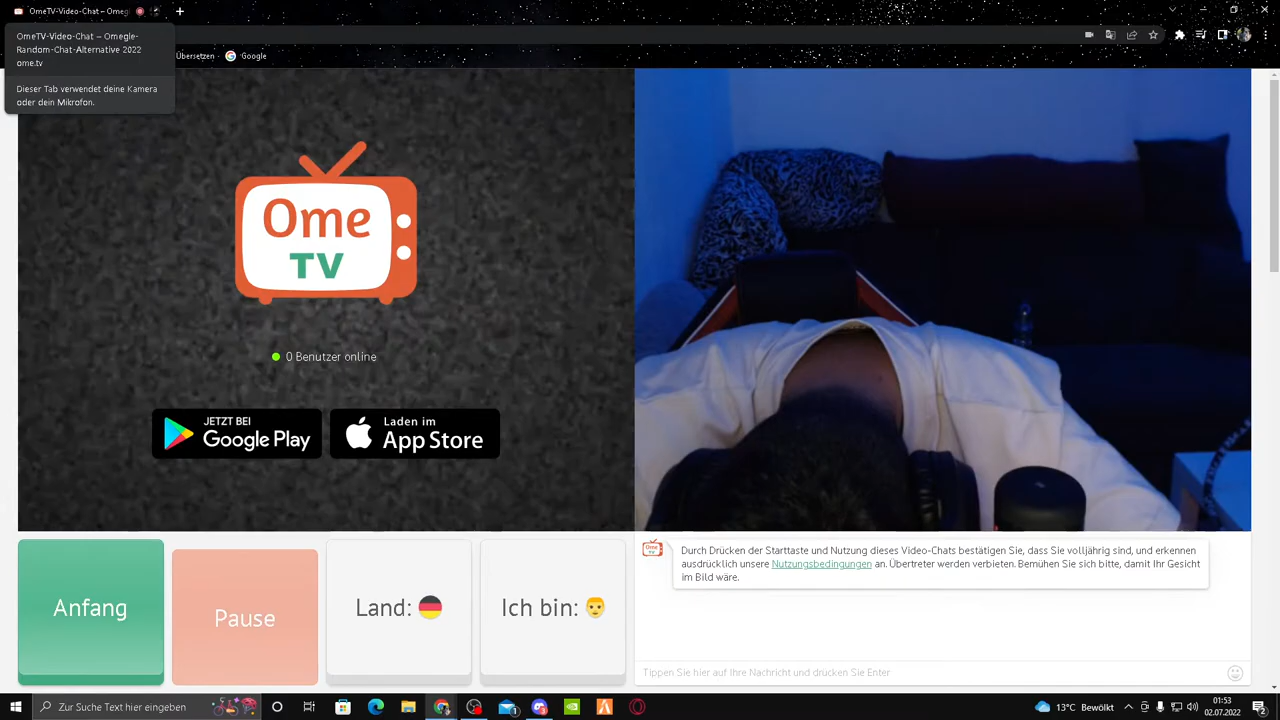 OmeTV-Video-Chat – Omeg
OmeTV-Video-Chat – Omegle-
Random-Chat-Alternative 2022
ome.tv
Dieser Tab verwendet deine Kamera
oder dein Mikrofon.
Übersetzen
Google
Ome
TV
0 Benutzer online
JETZT BEI
Google Play
Laden im
App Store
Anfang
Pause
Land:
Ich bin:
Ome
TV
Durch Drücken der Starttaste und Nutzung dieses Video-Chats bestätigen Sie, dass Sie volljährig sind, und erkennen
ausdrücklich unsere Nutzungsbedingungen an. Übertreter werden verbieten. Bemühen Sie sich bitte, damit Ihr Gesicht
im Bild wäre.
Tippen Sie hier auf Ihre Nachricht und drücken Sie Enter
Zur Suche Text hier eingeben
1
13°C Bewölkt
01:53
02.07.2022
2